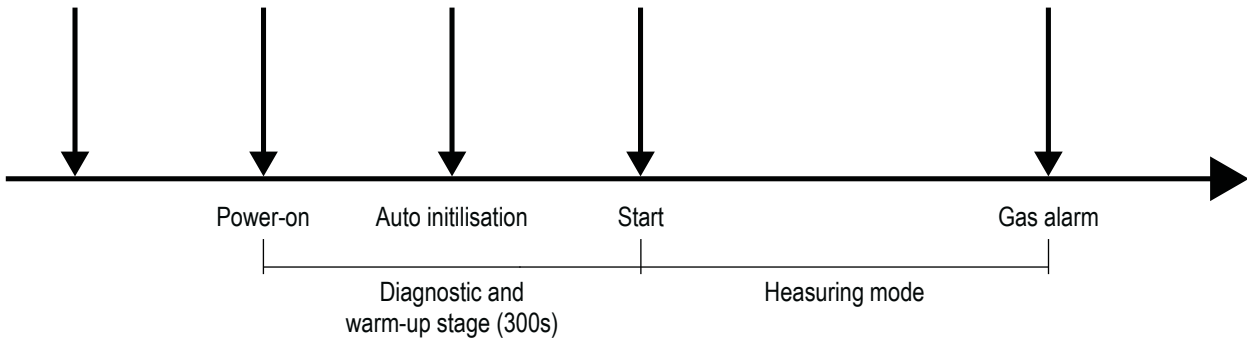 Power-on
Auto initilisation
Start
Gas alarm
Diagnostic and
warm-up stage (300s)
Heasuring mode